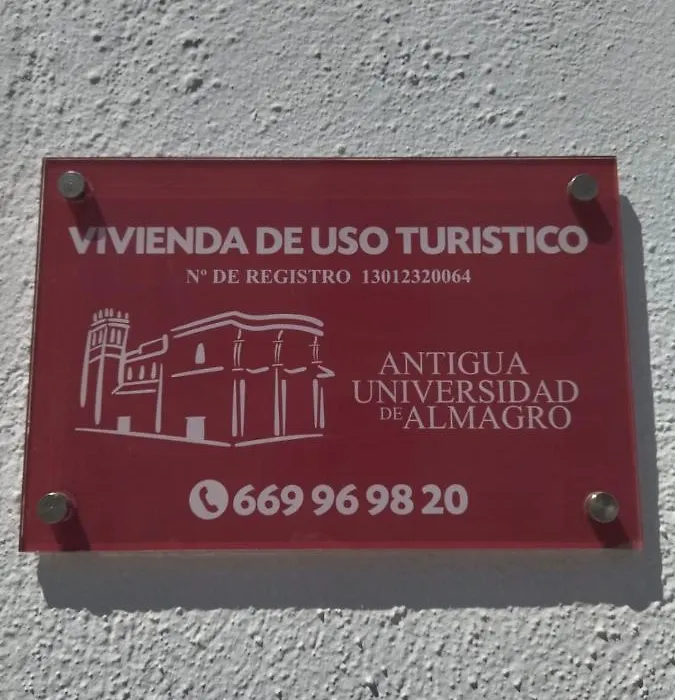 VIVIENDA DE USO TURISTICO
Nº DE REGISTRO 13012320064
ANTIGUA
UNIVERSIDAD
DE ALMAGRO
669 96 98 20